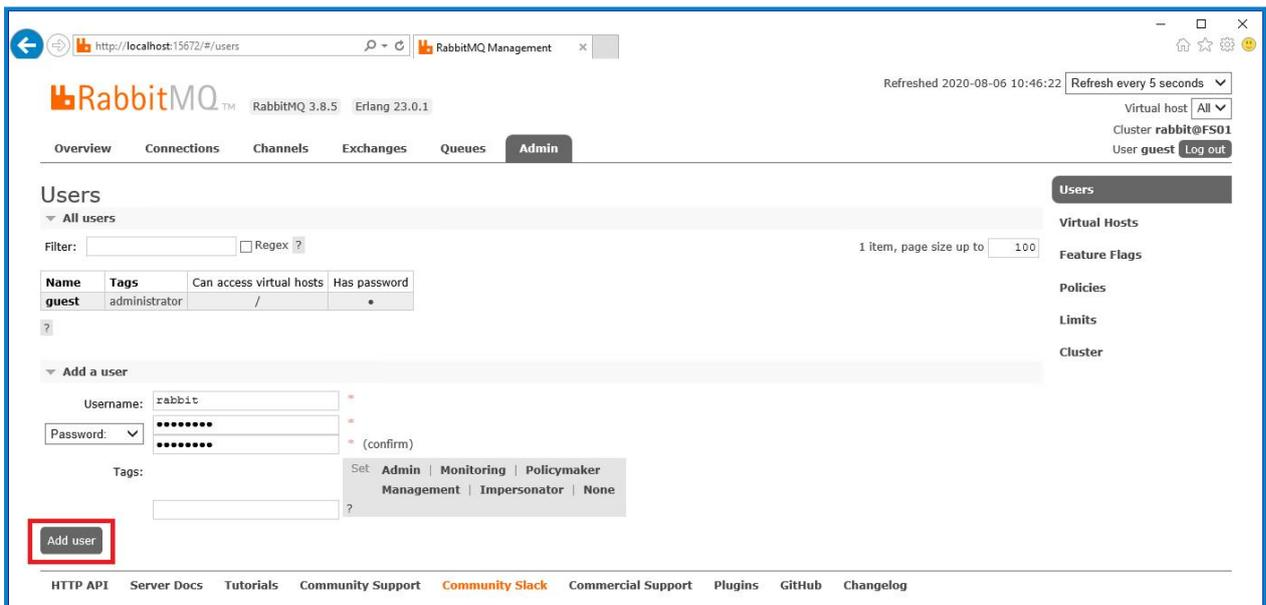 http://localhost:15672/#/users
RabbitMQ Management
Refreshed 2020-08-06 10:46:22 Refresh every 5 seconds
RabbitMQ TM RabbitMQ 3.8.5 Erlang 23.0.1
Virtual host All
Cluster rabbit@FS01
User guest Log out
Overview Connections Channels Exchanges Queues Admin
Users
All users
Filter: Regex ?
1 item, page size up to 100
Name Tags Can access virtual hosts Has password
guest administrator / ●
?
Add a user
Username: rabbit *
Password: ●●●●●●●● *
●●●●●●●● * (confirm)
Tags:
Set Admin | Monitoring | Policymaker
Management | Impersonator | None
?
Add user
Users
Virtual Hosts
Feature Flags
Policies
Limits
Cluster
HTTP API Server Docs Tutorials Community Support Community Slack Commercial Support Plugins GitHub Changelog